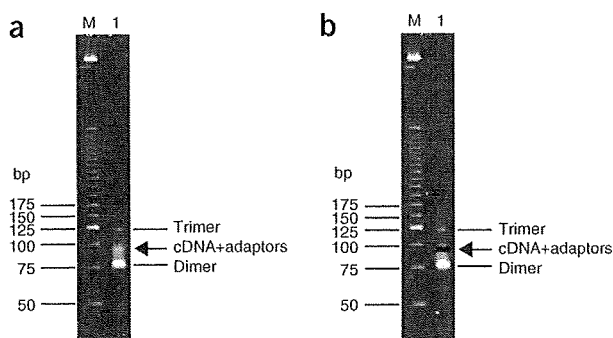 a
M 1
bp
175
150
125
100
75
50
Trimer
cDNA+adaptors
Dimer
b
M 1
bp
175
150
125
100
75
50
Trimer
cDNA+adaptors
Dimer